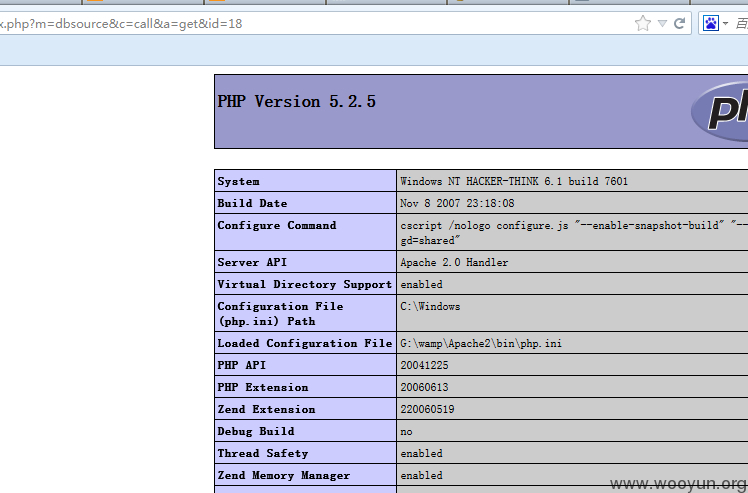 x.php?m=dbsource&c=call&a=get&id=18
PHP Version 5.2.5
System Windows NT HACKER-THINK 6.1 build 7601
Build Date Nov 8 2007 23:18:08
Configure Command cscript /nologo configure.js "--enable-snapshot-build" "--
gd=shared"
Server API Apache 2.0 Handler
Virtual Directory Support enabled
Configuration File C:\Windows
(php.ini) Path
Loaded Configuration File G:\wamp\Apache2\bin\php.ini
PHP API 20041225
PHP Extension 20060613
Zend Extension 220060519
Debug Build no
Thread Safety enabled
Zend Memory Manager enabled
www.wooyun.org